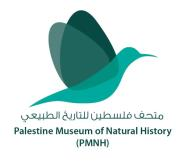 متحف فلسطين للتاريخ الطبيعي
Palestine Museum of Natural History
(PMNH)